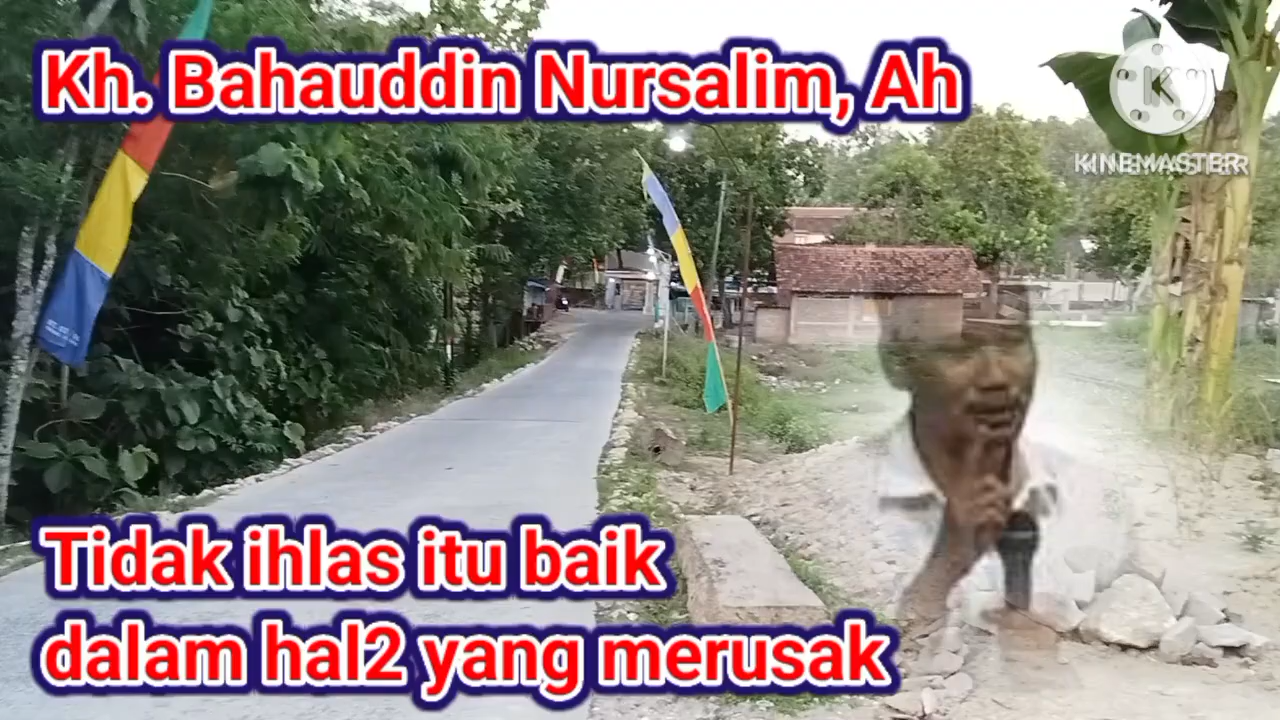 Kh. Bahauddin Nursalim, Ah
K
KINEMASTER
Tidak ihlas itu baik
dalam hal2 yang merusak